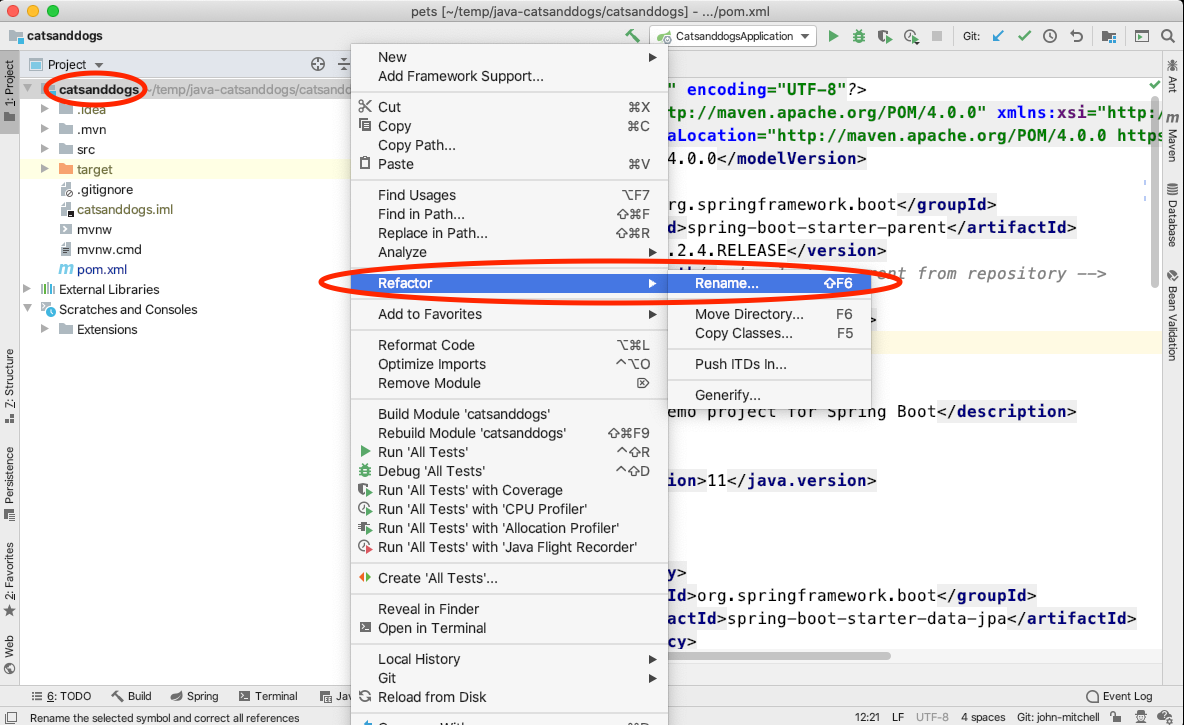 pets [~/temp/java-catsanddogs/catsanddogs] - .../pom.xml
catsanddogs
CatsanddogsApplication
Git:
1: Project
Project
catsanddogs ~/temp/java-catsanddogs/catsandd
.idea
.mvn
src
target
.gitignore
catsanddogs.iml
mvnw
mvnw.cmd
pom.xml
External Libraries
Scratches and Consoles
Extensions
7: Structure
Persistence
2: Favorites
Web
New
Add Framework Support...
Cut ⌘X
Copy ⌘C
Copy Path...
Paste ⌘V
Find Usages ⌥F7
Find in Path... ⇧⌘F
Replace in Path... ⇧⌘R
Analyze
Refactor
Add to Favorites
Reformat Code ⌥⌘L
Optimize Imports ^⌥O
Remove Module ⌦
Build Module 'catsanddogs'
Rebuild Module 'catsanddogs' ⇧⌘F9
Run 'All Tests' ^⇧R
Debug 'All Tests' ^⇧D
Run 'All Tests' with Coverage
Run 'All Tests' with 'CPU Profiler'
Run 'All Tests' with 'Allocation Profiler'
Run 'All Tests' with 'Java Flight Recorder'
Create 'All Tests'...
Reveal in Finder
Open in Terminal
Local History
Git
Reload from Disk
Rename... ⇧F6
Move Directory... F6
Copy Classes... F5
Push ITDs In...
Generify...
" encoding="UTF-8"?>
tp://maven.apache.org/POM/4.0.0" xmlns:xsi="http:/
aLocation="http://maven.apache.org/POM/4.0.0 https
4.0.0</modelVersion>
rg.springframework.boot</groupId>
d>spring-boot-starter-parent</artifactId>
.2.4.RELEASE</version>
from repository -->
>
emo project for Spring Boot</description>
ion>11</java.version>
y>
Id>org.springframework.boot</groupId>
actId>spring-boot-starter-data-jpa</artifactId>
cy>
Ant
Maven
Database
Bean Validation
6: TODO
Build
Spring
Terminal
Event Log
Rename the selected symbol and correct all references
12:21
LF
UTF-8
4 spaces
Git: john-mitchell